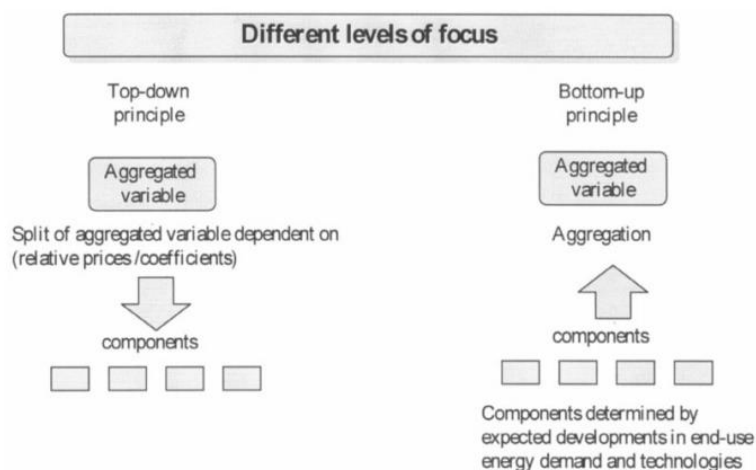 Different levels of focus
Top-down
principle
Aggregated
variable
Split of aggregated variable dependent on
(relative prices/coefficients)
components
Bottom-up
principle
Aggregated
variable
Aggregation
components
Components determined by
expected developments in end-use
energy demand and technologies